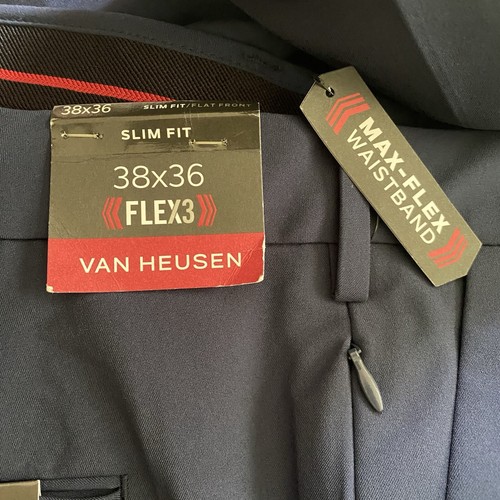 38x36 SLIM FIT/FLAT FRONT
SLIM FIT
38x36
FLEX3
VAN HEUSEN
MAX-FLEX
WAISTBAND